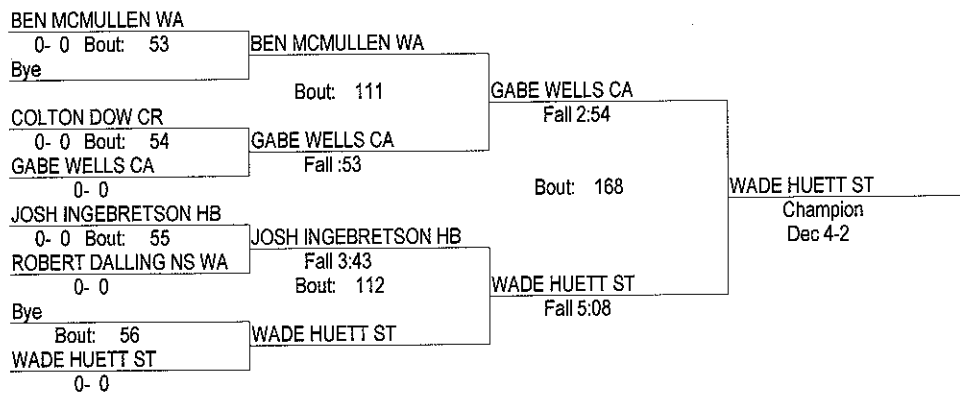 BEN MCMULLEN WA
0- 0 Bout: 53
Bye
BEN MCMULLEN WA
Bout: 111
COLTON DOW CR
0- 0 Bout: 54
GABE WELLS CA
0- 0
GABE WELLS CA
Fall :53
GABE WELLS CA
Fall 2:54
JOSH INGEBRETSON HB
0- 0 Bout: 55
ROBERT DALLING NS WA
0- 0
JOSH INGEBRETSON HB
Fall 3:43
Bout: 112
Bye
Bout: 56
WADE HUETT ST
0- 0
WADE HUETT ST
WADE HUETT ST
Fall 5:08
Bout: 168
WADE HUETT ST
Champion
Dec 4-2